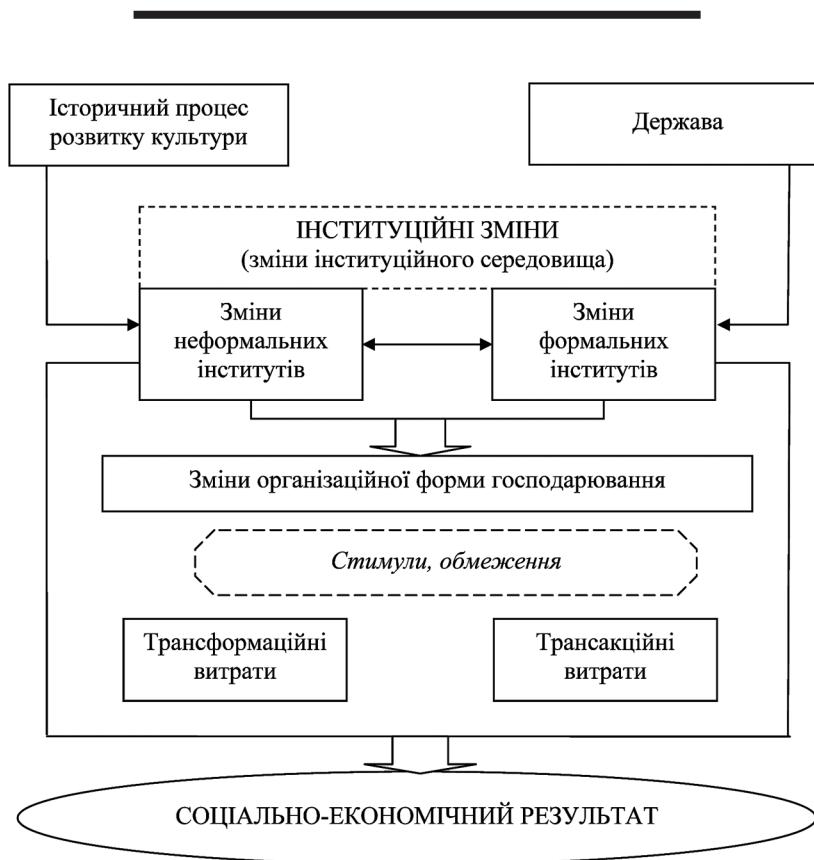 Історичний процес
розвитку культури
Держава
ІНСТИТУЦІЙНІ ЗМІНИ
(зміни інституційного середовища)
Зміни
неформальних
інститутів
Зміни
формальних
інститутів
Зміни організаційної форми господарювання
Стимули, обмеження
Трансформаційні
витрати
Трансакційні
витрати
СОЦІАЛЬНО-ЕКОНОМІЧНИЙ РЕЗУЛЬТАТ